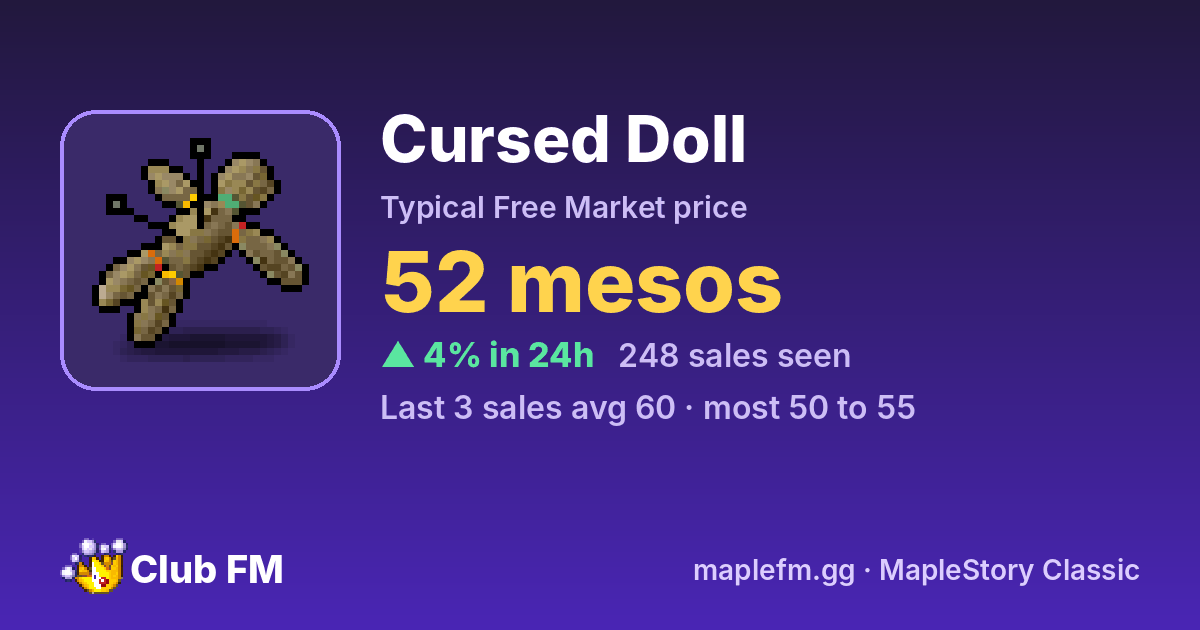 Cursed Doll
Typical Free Market price
52 mesos
▲ 4% in 24h 248 sales seen
Last 3 sales avg 60 · most 50 to 55
Club FM
maplefm.gg · MapleStory Classic